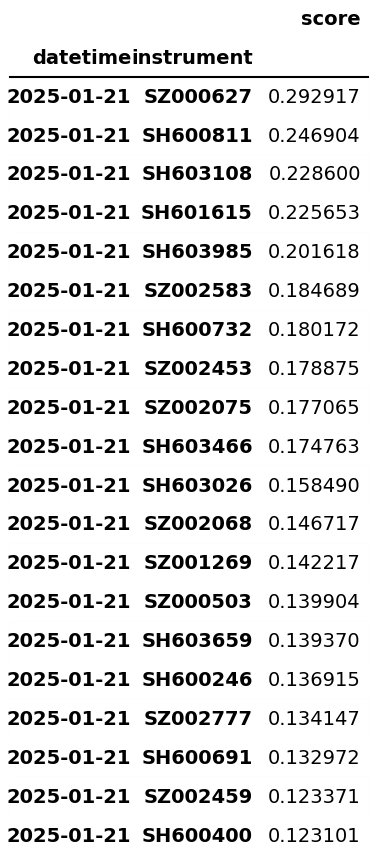 score
datetime instrument
2025-01-21 SZ000627 0.292917
2025-01-21 SH600811 0.246904
2025-01-21 SH603108 0.228600
2025-01-21 SH601615 0.225653
2025-01-21 SH603985 0.201618
2025-01-21 SZ002583 0.184689
2025-01-21 SH600732 0.180172
2025-01-21 SZ002453 0.178875
2025-01-21 SZ002075 0.177065
2025-01-21 SH603466 0.174763
2025-01-21 SH603026 0.158490
2025-01-21 SZ002068 0.146717
2025-01-21 SZ001269 0.142217
2025-01-21 SZ000503 0.139904
2025-01-21 SH603659 0.139370
2025-01-21 SH600246 0.136915
2025-01-21 SZ002777 0.134147
2025-01-21 SH600691 0.132972
2025-01-21 SZ002459 0.123371
2025-01-21 SH600400 0.123101